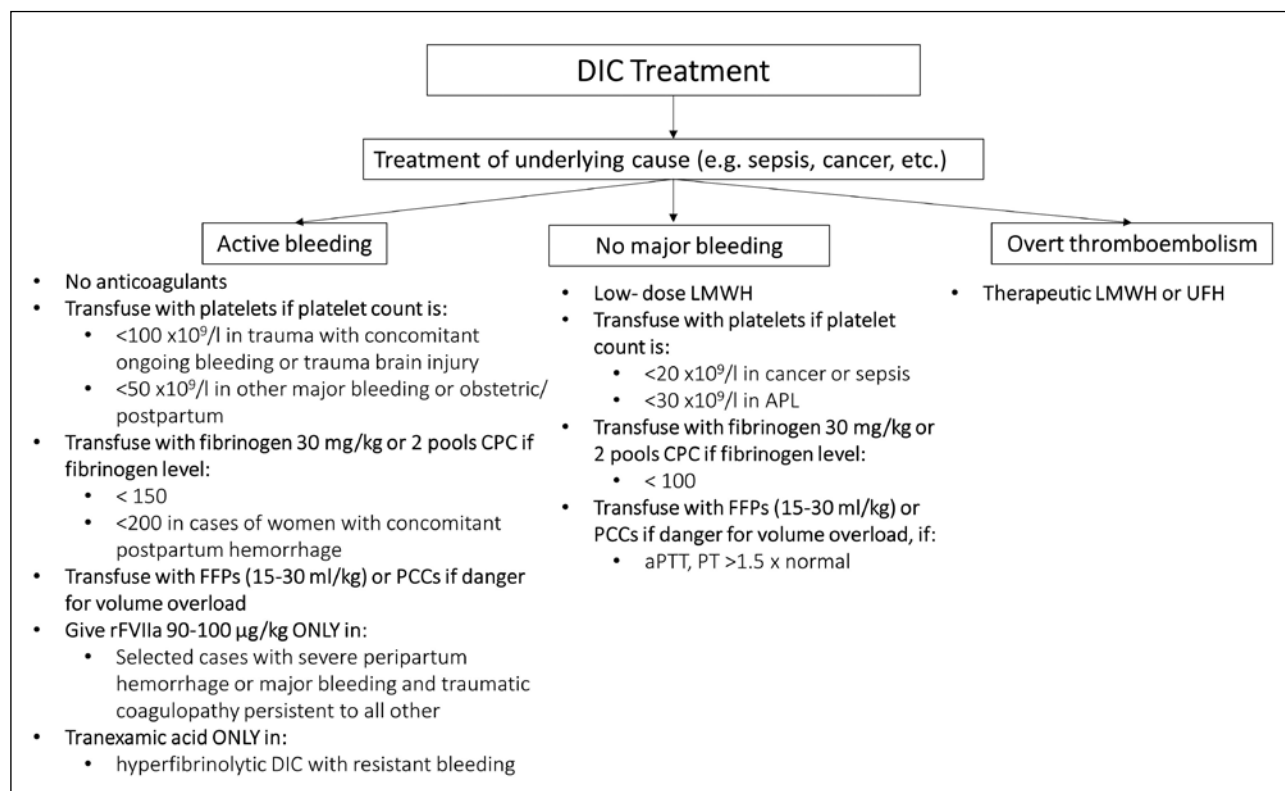 DIC Treatment
Treatment of underlying cause (e.g. sepsis, cancer, etc.)
Active bleeding
• No anticoagulants
• Transfuse with platelets if platelet count is:
• <100 x10⁹/l in trauma with concomitant
ongoing bleeding or trauma brain injury
• <50 x10⁹/l in other major bleeding or obstetric/
postpartum
• Transfuse with fibrinogen 30 mg/kg or 2 pools CPC if
fibrinogen level:
• < 150
• <200 in cases of women with concomitant
postpartum hemorrhage
• Transfuse with FFPs (15-30 ml/kg) or PCCs if danger
for volume overload
• Give rFVIIa 90-100 μg/kg ONLY in:
• Selected cases with severe peripartum
hemorrhage or major bleeding and traumatic
coagulopathy persistent to all other
• Tranexamic acid ONLY in:
• hyperfibrinolytic DIC with resistant bleeding
No major bleeding
• Low- dose LMWH
• Transfuse with platelets if platelet
count is:
• <20 x10⁹/l in cancer or sepsis
• <30 x10⁹/l in APL
• Transfuse with fibrinogen 30 mg/kg or
2 pools CPC if fibrinogen level:
• < 100
• Transfuse with FFPs (15-30 ml/kg) or
PCCs if danger for volume overload, if:
• aPTT, PT >1.5 x normal
Overt thromboembolism
• Therapeutic LMWH or UFH